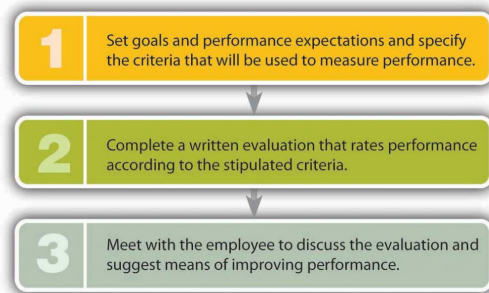 1
Set goals and performance expectations and specify
the criteria that will be used to measure performance.
2
Complete a written evaluation that rates performance
according to the stipulated criteria.
3
Meet with the employee to discuss the evaluation and
suggest means of improving performance.